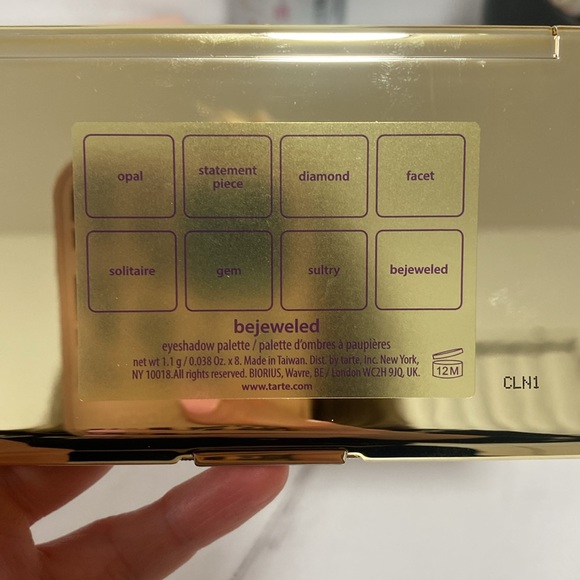 opal
statement
piece
diamond
facet
solitaire
gem
sultry
bejeweled
bejeweled
eyeshadow palette / palette d'ombres à paupières
net wt 1.1 g / 0.038 Oz. x 8. Made in Taiwan. Dist. by tarte, Inc. New York,
NY 10018.All rights reserved. BIORIUS, Wavre, BE / London WC2H 9JQ, UK.
www.tarte.com
12M
CLN1